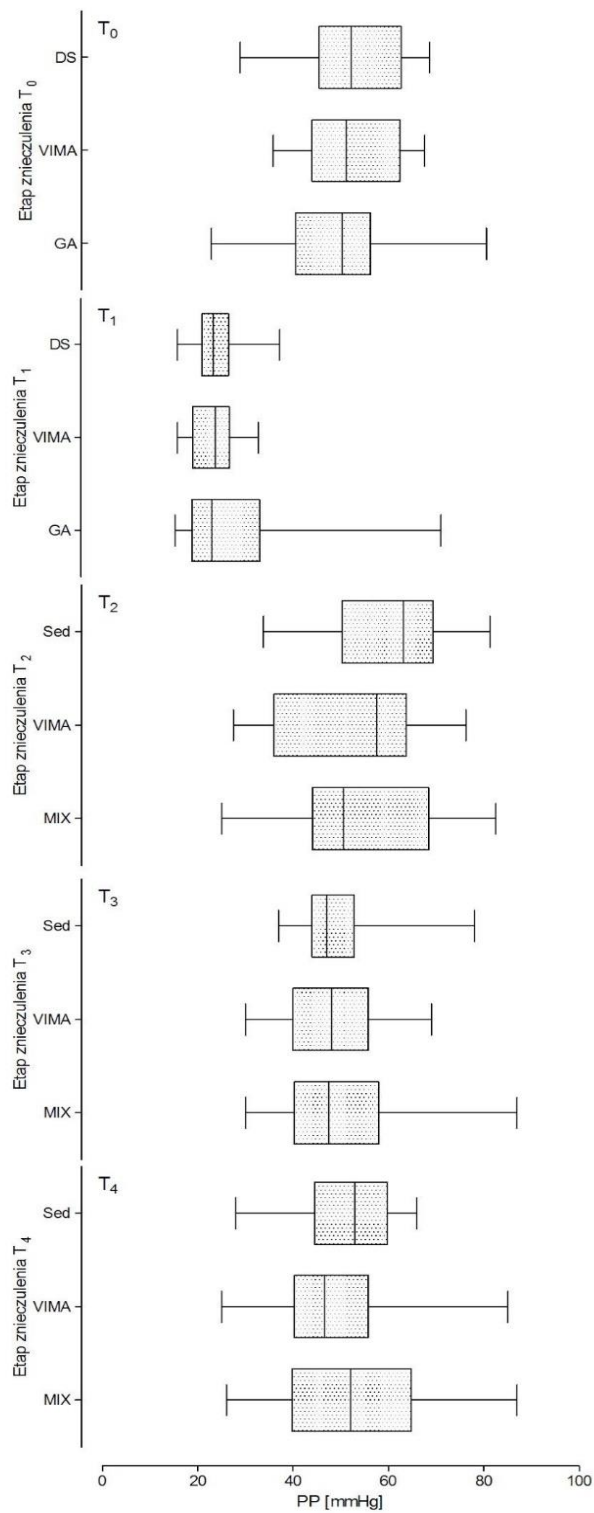 T₀
Etap znieczulenia T₀
DS
VIMA
GA
T₁
Etap znieczulenia T₁
DS
VIMA
GA
T₂
Etap znieczulenia T₂
Sed
VIMA
MIX
T₃
Etap znieczulenia T₃
Sed
VIMA
MIX
T₄
Etap znieczulenia T₄
Sed
VIMA
MIX
0 20 40 60 80 100
PP [mmHg]